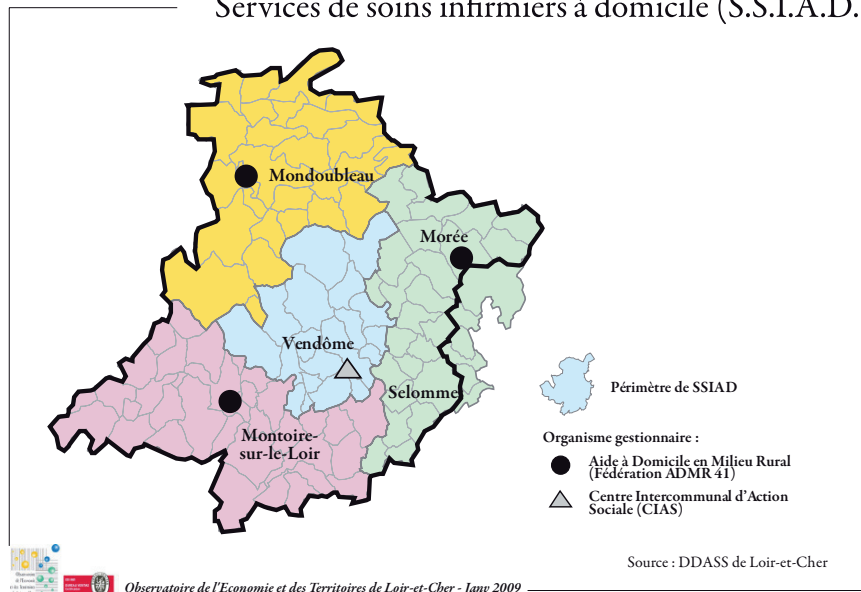 Services de soins infirmiers à domicile (S.S.I.A.D.
Mondoubleau
Morée
Vendôme
Selommes
Montoire-
sur-le-Loir
Périmètre de SSIAD
Organisme gestionnaire :
Aide à Domicile en Milieu Rural
(Fédération ADMR 41)
Centre Intercommunal d'Action
Sociale (CIAS)
Source : DDASS de Loir-et-Cher
Observatoire de l'Economie et des Territoires de Loir-et-Cher - Janv 2009